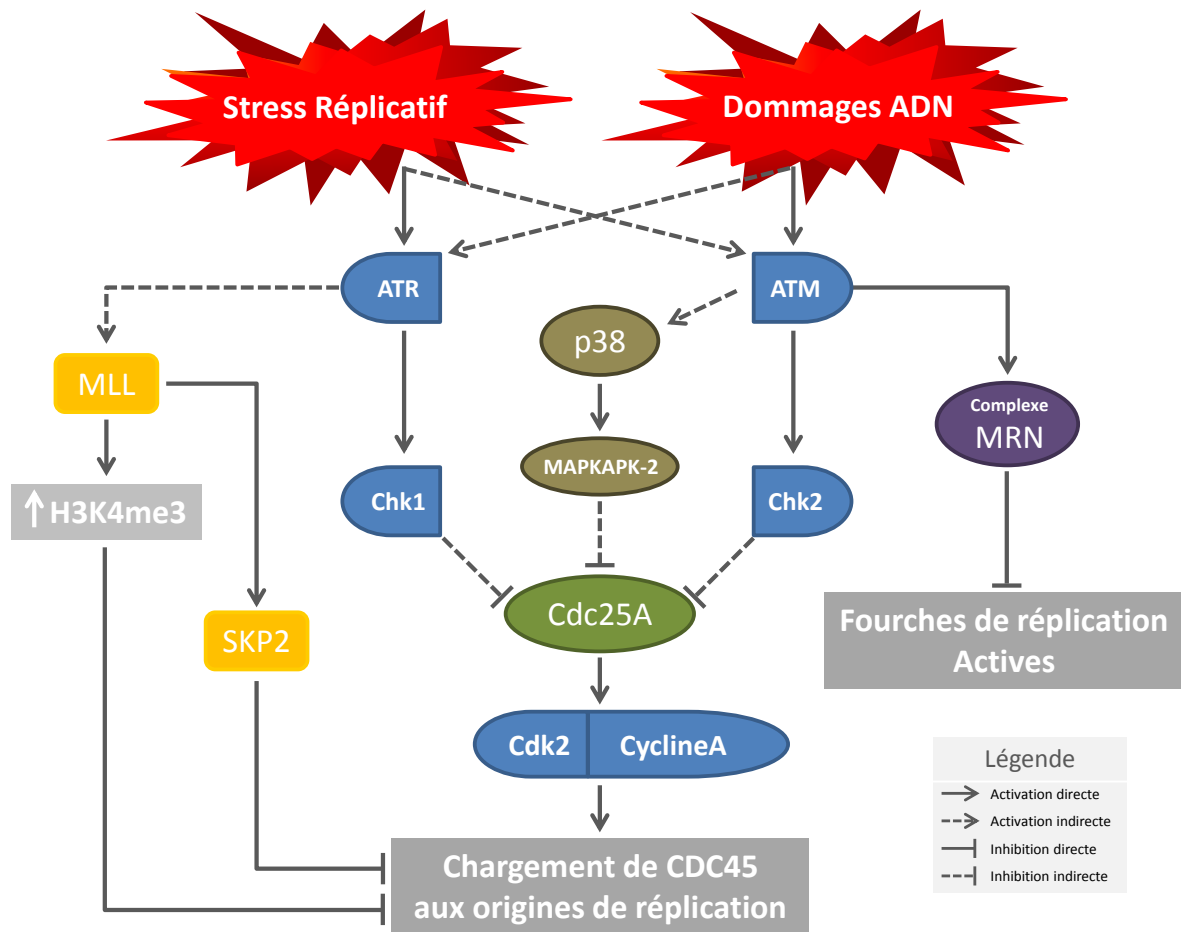 Stress Réplicatif
Dommages ADN
ATR
ATM
p38
MLL
Complexe
MRN
MAPKAPK-2
Chk1
Chk2
↑H3K4me3
Cdc25A
SKP2
Fourches de réplication
Actives
Cdk2
CyclineA
Légende
Activation directe
Activation indirecte
Inhibition directe
Inhibition indirecte
Chargement de CDC45
aux origines de réplication